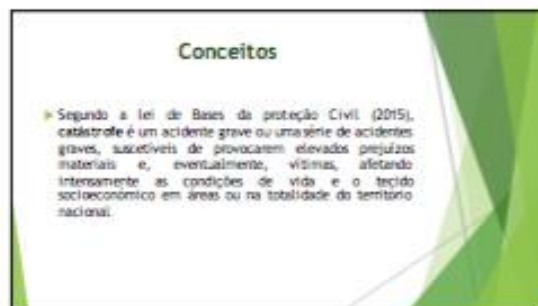 Conceitos
Segundo a lei de Bases da proteção Civil (2015),
catástrofe é um acidente grave ou uma série de acidentes
graves, suscetíveis de provocarem elevados prejuízos
materiais e, eventualmente, vítimas, afetando
intensamente as condições de vida e o tecido
socioeconómico em áreas ou na totalidade do território
nacional